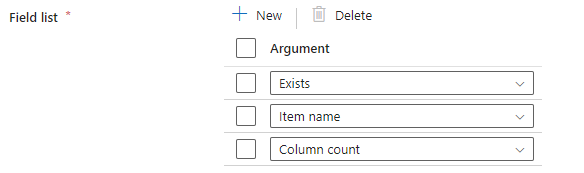 Field list * New Delete
Argument
Exists
Item name
Column count